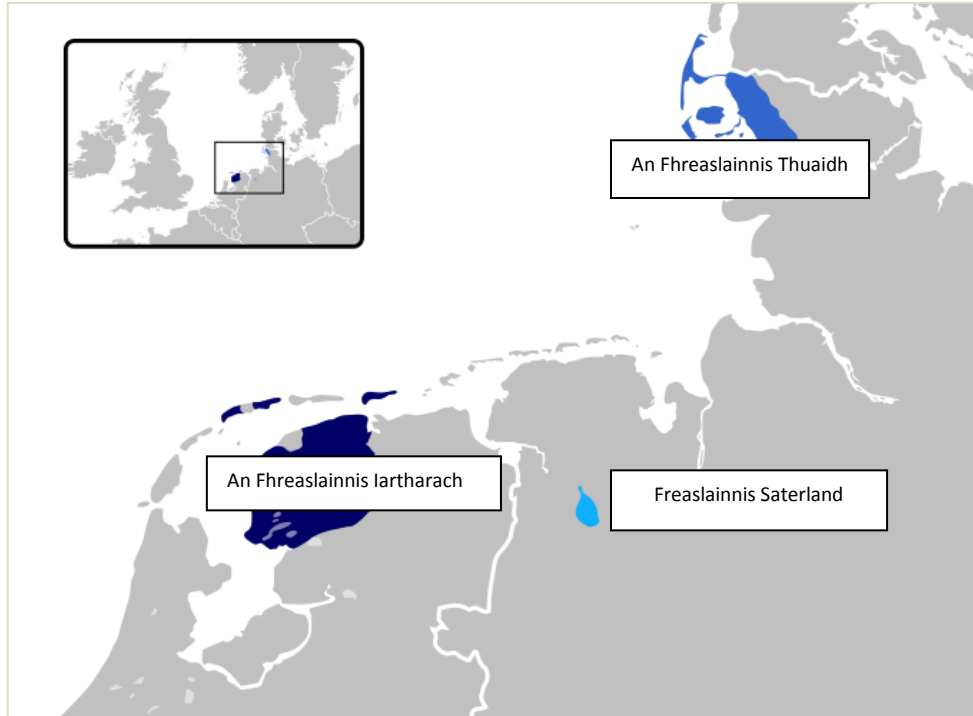 An Fhreaslainnis Thuaidh
An Fhreaslainnis Iartharach
Freaslainnis Saterland